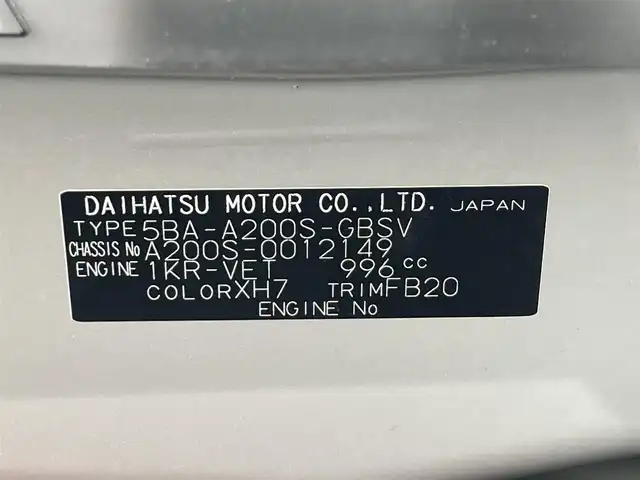 DAIHATSU MOTOR CO.,LTD. JAPAN
TYPE 5BA-A200S-GBSV
CHASSIS No A200S-0012149
ENGINE 1KR-VET 996 cc
COLOR XH7 TRIM FB20
ENGINE No